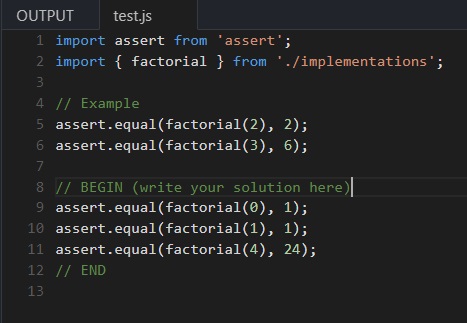 OUTPUT test.js
1 import assert from 'assert';
2 import { factorial } from './implementations';
3
4 // Example
5 assert.equal(factorial(2), 2);
6 assert.equal(factorial(3), 6);
7
8 // BEGIN (write your solution here)
9 assert.equal(factorial(0), 1);
10 assert.equal(factorial(1), 1);
11 assert.equal(factorial(4), 24);
12 // END
13